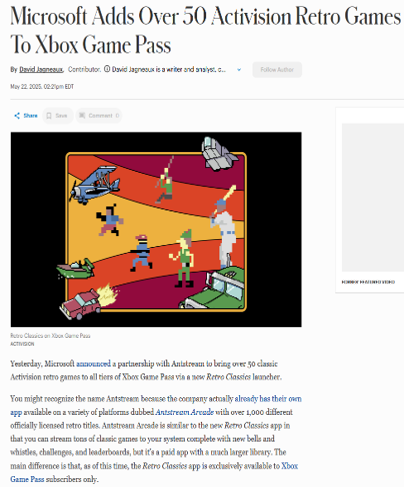 Microsoft Adds Over 50 Activision Retro Games
To Xbox Game Pass
By David Jagneaux, Contributor. David Jagneaux is a writer and analyst, c...
Follow Author
May 22, 2025, 02:21pm EDT
Share Save Comment 0
Retro Classics on Xbox Game Pass
ACTIVISION
FORBES' FEATURED VIDEO
Yesterday, Microsoft announced a partnership with Antstream to bring over 50 classic
Activision retro games to all tiers of Xbox Game Pass via a new Retro Classics launcher.
You might recognize the name Antstream because the company actually already has their own
app available on a variety of platforms dubbed Antstream Arcade with over 1,000 different
officially licensed retro titles. Antstream Arcade is similar to the new Retro Classics app in
that you can stream tons of classic games to your system complete with new bells and
whistles, challenges, and leaderboards, but it's a paid app with a much larger library. The
main difference is that, as of this time, the Retro Classics app is exclusively available to Xbox
Game Pass subscribers only.